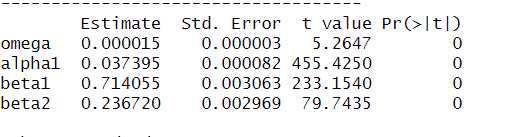 ------------------------------------
Estimate Std. Error t value Pr(>|t|)
omega 0.000015 0.000003 5.2647 0
alpha1 0.037395 0.000082 455.4250 0
beta1 0.714055 0.003063 233.1540 0
beta2 0.236720 0.002969 79.7435 0